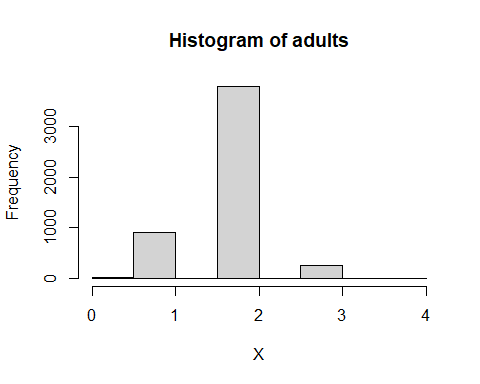 Histogram of adults
Frequency
3000
2000
1000
0
0 1 2 3 4
X